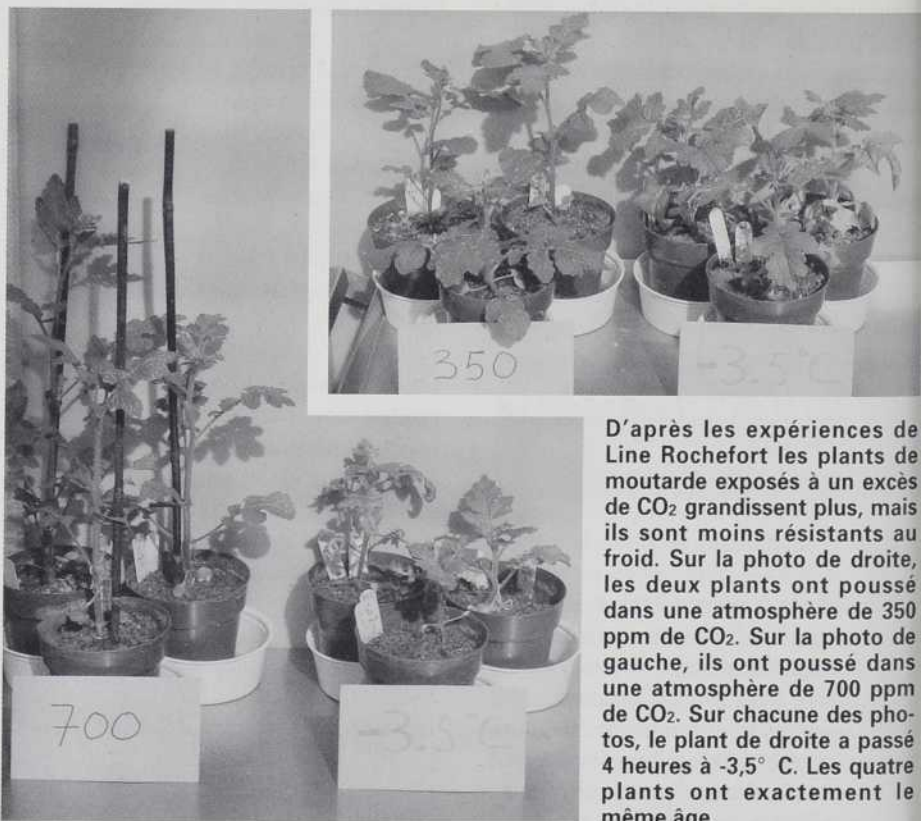 350
-3.5°C
700
-3.5°C
D'après les expériences de
Line Rochefort les plants de
moutarde exposés à un excès
de CO₂ grandissent plus, mais
ils sont moins résistants au
froid. Sur la photo de droite,
les deux plants ont poussé
dans une atmosphère de 350
ppm de CO₂. Sur la photo de
gauche, ils ont poussé dans
une atmosphère de 700 ppm
de CO₂. Sur chacune des pho-
tos, le plant de droite a passé
4 heures à -3,5° C. Les quatre
plants ont exactement le
même âge.